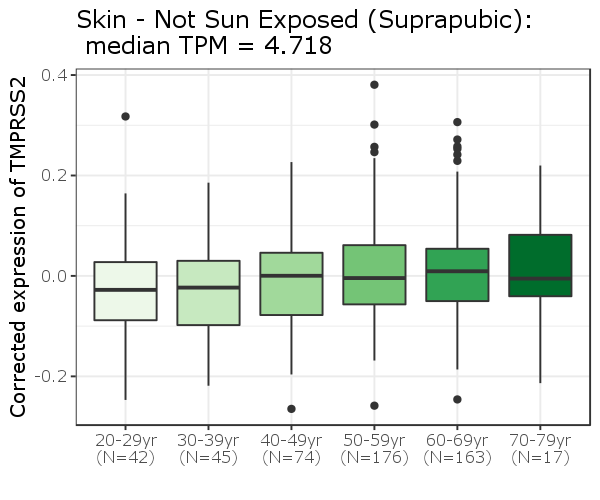 Skin - Not Sun Exposed (Suprapubic):
median TPM = 4.718
Corrected expression of TMPRSS2
0.4
0.2
0.0
-0.2
20-29yr 30-39yr 40-49yr 50-59yr 60-69yr 70-79yr
(N=42) (N=45) (N=74) (N=176) (N=163) (N=17)